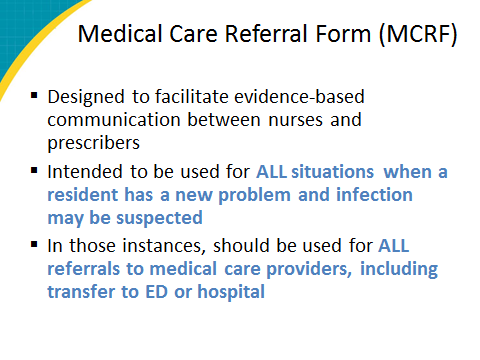 Medical Care Referral Form (MCRF)
▪ Designed to facilitate evidence-based
communication between nurses and
prescribers
▪ Intended to be used for ALL situations when a
resident has a new problem and infection
may be suspected
▪ In those instances, should be used for ALL
referrals to medical care providers, including
transfer to ED or hospital